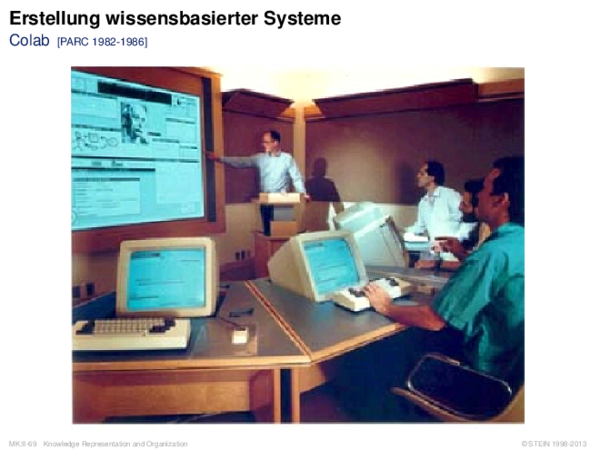 Erstellung wissensbasierter Systeme
Colab [PARC 1982-1986]
MK:II-69 Knowledge Representation and Organization
© STEIN 1998-2013